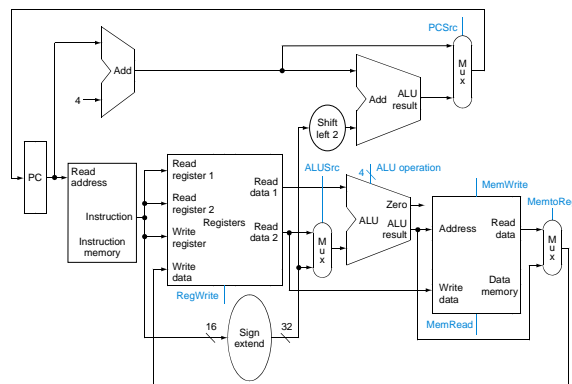 PCSrc
M
u
x
Add
4
Add
ALU
result
Shift
left 2
PC
Read
address
Instruction
Instruction
memory
Read
register 1
Read
register 2
Write
register
Write
data
Registers
Read
data 1
Read
data 2
RegWrite
ALUSrc
M
u
x
4
ALU operation
Zero
ALU
ALU
result
MemWrite
Address
Read
data
Write
data
Data
memory
MemRead
MemtoRe
M
u
x
16
Sign
extend
32